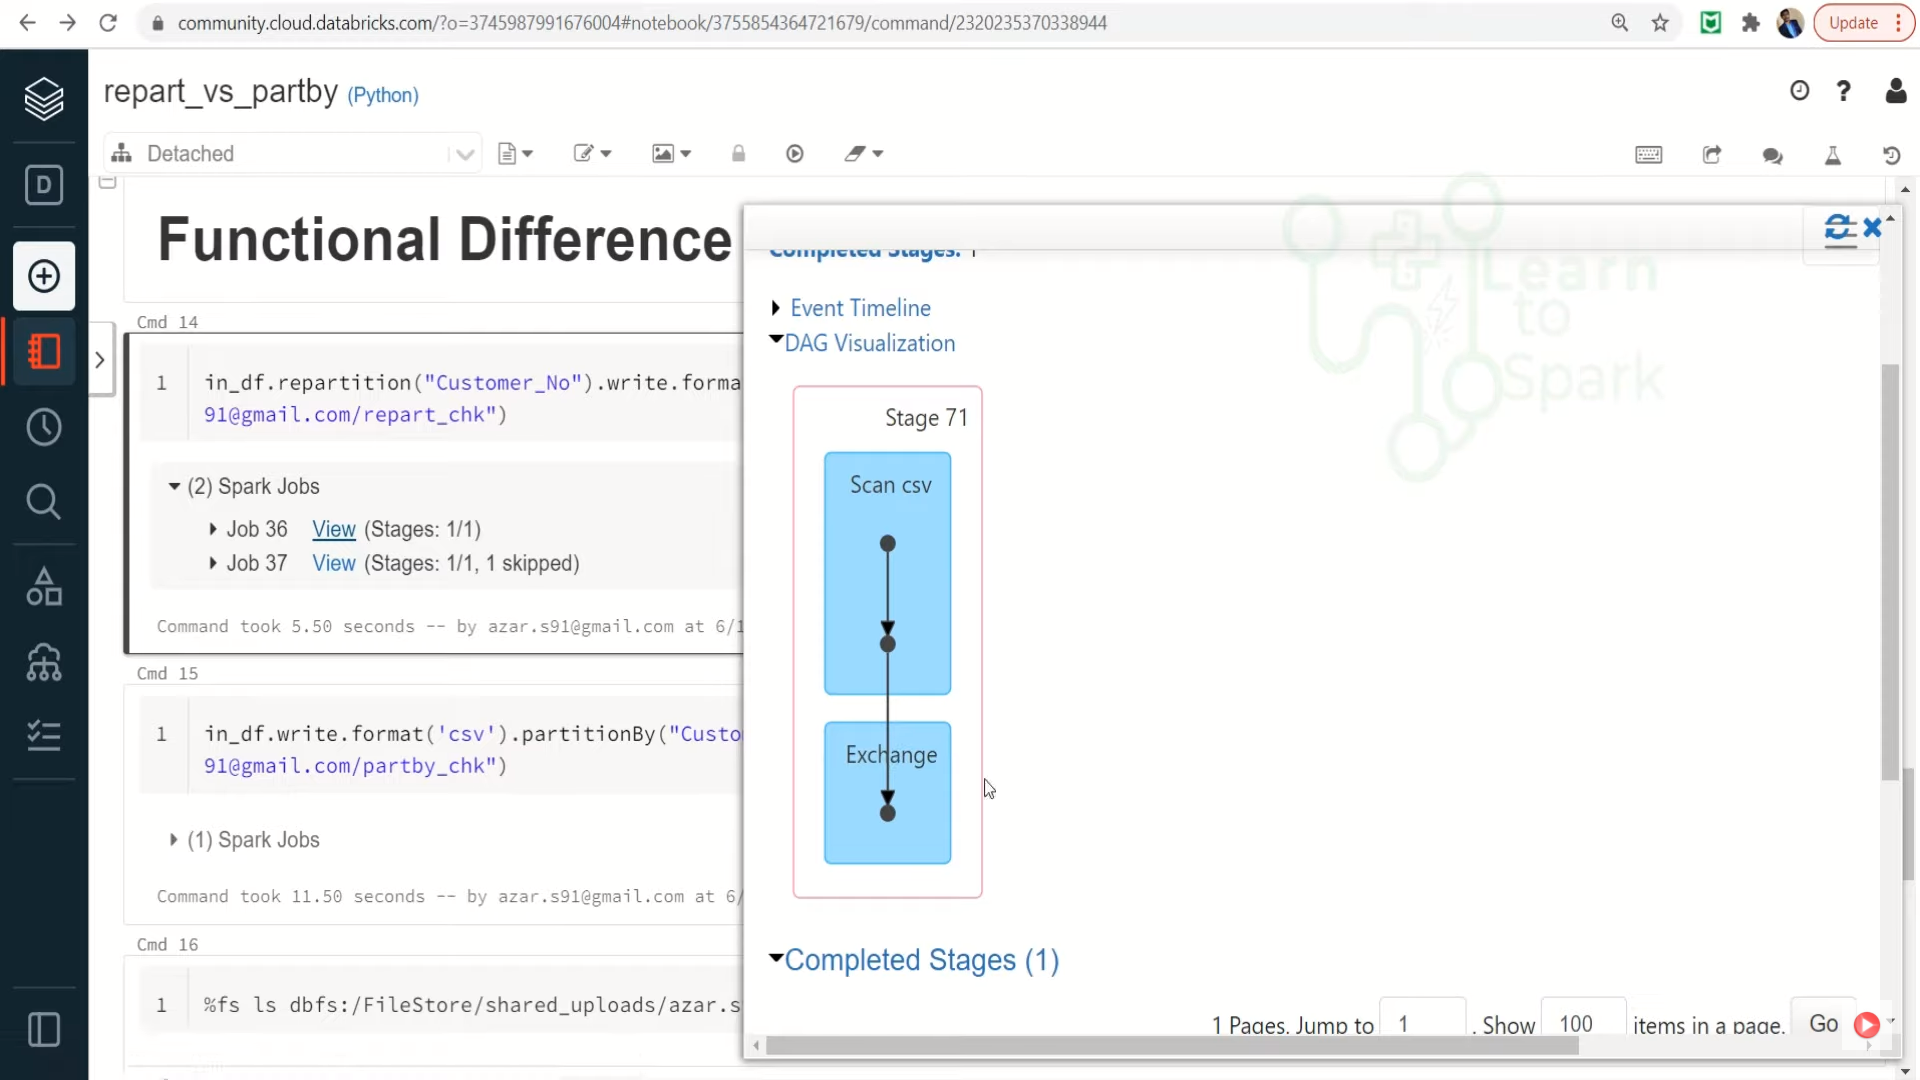 community.cloud.databricks.com/?o=3745987991676004#notebook/3755854364721679/command/2320235370338944
Update
repart_vs_partby (Python)
Detached
Functional Difference
Cmd 14
1 in_df.repartition("Customer_No").write.forma
91@gmail.com/repart_chk")
(2) Spark Jobs
Job 36 View (Stages: 1/1)
Job 37 View (Stages: 1/1, 1 skipped)
Command took 5.50 seconds -- by azar.s91@gmail.com at 6/1
Cmd 15
1 in_df.write.format('csv').partitionBy("Custo
91@gmail.com/partby_chk")
(1) Spark Jobs
Command took 11.50 seconds -- by azar.s91@gmail.com at 6/
Cmd 16
1 %fs ls dbfs:/FileStore/shared_uploads/azar.s
Completed Stages: 1
Event Timeline
DAG Visualization
Stage 71
Scan csv
Exchange
Completed Stages (1)
1 Pages. Jump to 1 . Show 100 items in a page. Go
Learn
to
Spark